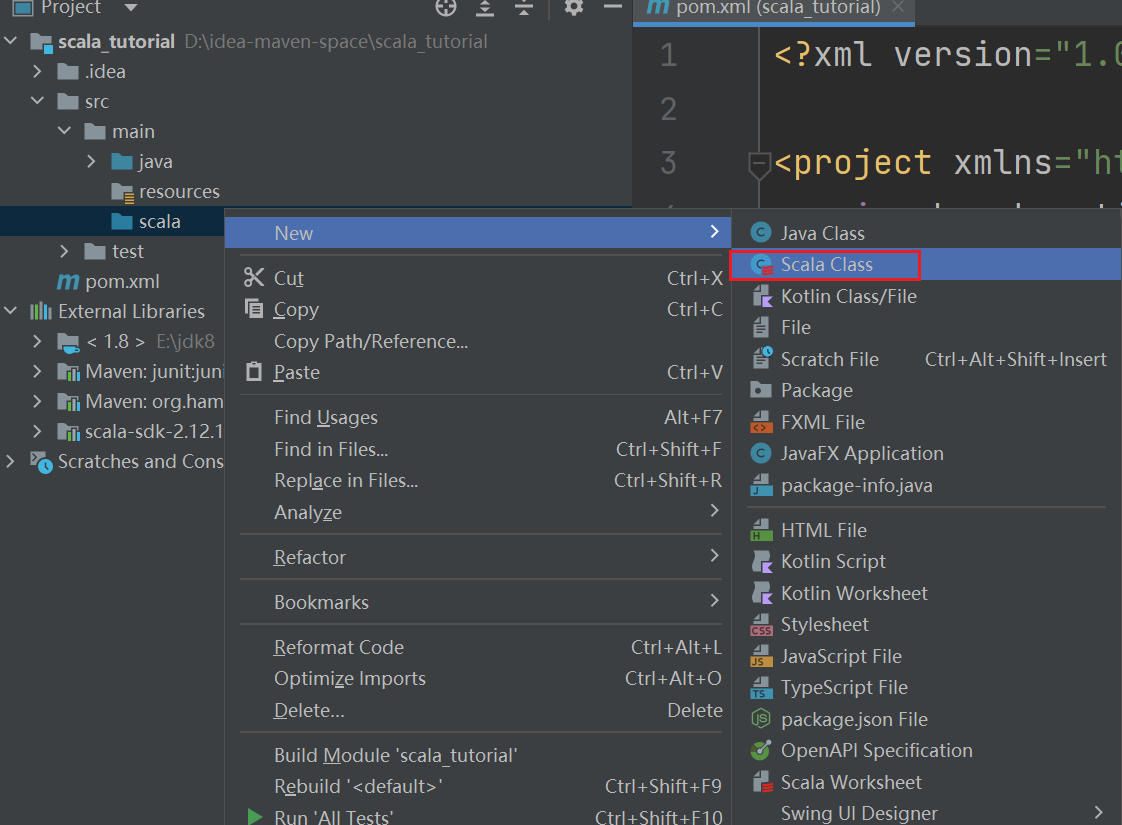 Project
scala_tutorial D:\idea-maven-space\scala_tutorial
.idea
src
main
java
resources
scala
test
pom.xml
External Libraries
< 1.8 > E:\jdk8
Maven: junit:juni
Maven: org.ham
scala-sdk-2.12.1
Scratches and Cons
pom.xml (scala_tutorial)
1 <?xml version="1.0
2
3 <project xmlns="ht
New
Cut Ctrl+X
Copy Ctrl+C
Copy Path/Reference...
Paste Ctrl+V
Find Usages Alt+F7
Find in Files... Ctrl+Shift+F
Replace in Files... Ctrl+Shift+R
Analyze
Refactor
Bookmarks
Reformat Code Ctrl+Alt+L
Optimize Imports Ctrl+Alt+O
Delete... Delete
Build Module 'scala_tutorial'
Rebuild '<default>' Ctrl+Shift+F9
Run 'All Tests' Ctrl+Shift+F10
Java Class
Scala Class
Kotlin Class/File
File
Scratch File Ctrl+Alt+Shift+Insert
Package
FXML File
JavaFX Application
package-info.java
HTML File
Kotlin Script
Kotlin Worksheet
Stylesheet
JavaScript File
TypeScript File
package.json File
OpenAPI Specification
Scala Worksheet
Swing UI Designer